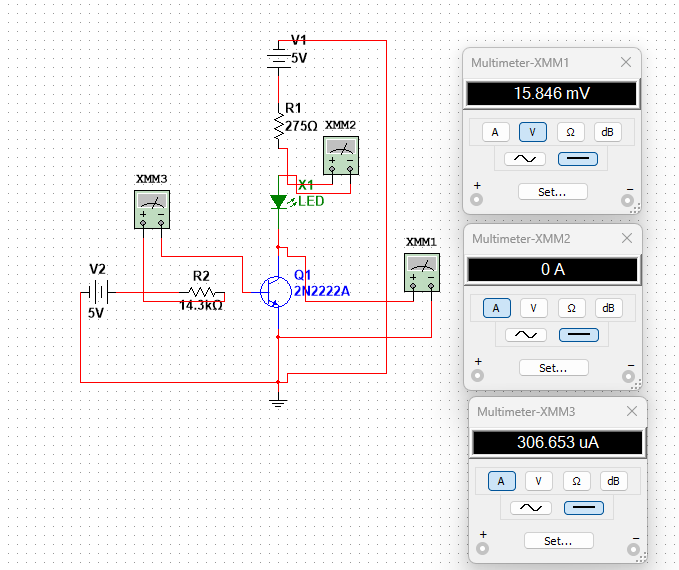 V1
5V
R1
275Ω
XMM2
X1
LED
XMM3
XMM1
V2
5V
R2
14.3kΩ
Q1
2N2222A
Multimeter-XMM1
15.846 mV
A V Ω dB
+ Set... −
Multimeter-XMM2
0 A
A V Ω dB
+ Set... −
Multimeter-XMM3
306.653 uA
A V Ω dB
+ Set... −